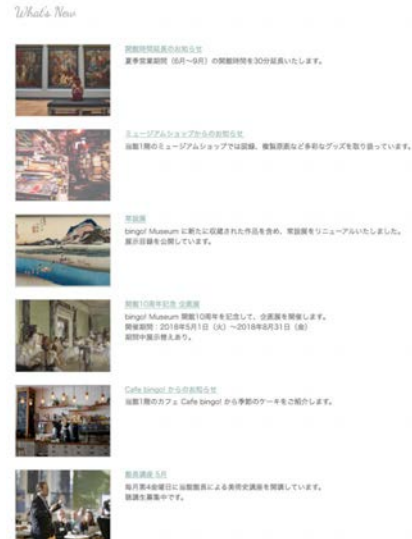 What's New
開館時間延長のお知らせ
夏季営業期間（6月〜9月）の開館時間を30分延長いたします。
ミュージアムショップからのお知らせ
当館1階のミュージアムショップでは図録、複製原画など多彩なグッズを取り扱っています。
常設展
bingo! Museum に新たに収蔵された作品を含め、常設展をリニューアルいたしました。
展示目録を公開しています。
開館10周年記念 企画展
bingo! Museum 開館10周年を記念して、企画展を開催します。
開催期間：2018年5月1日（火）〜2018年8月31日（金）
期間中展示替えあり。
Cafe bingo! からのお知らせ
当館1階のカフェ Cafe bingo! から季節のケーキをご紹介します。
館長講座 5月
毎月第4金曜日に当館館長による美術史講座を開講しています。
聴講生募集中です。